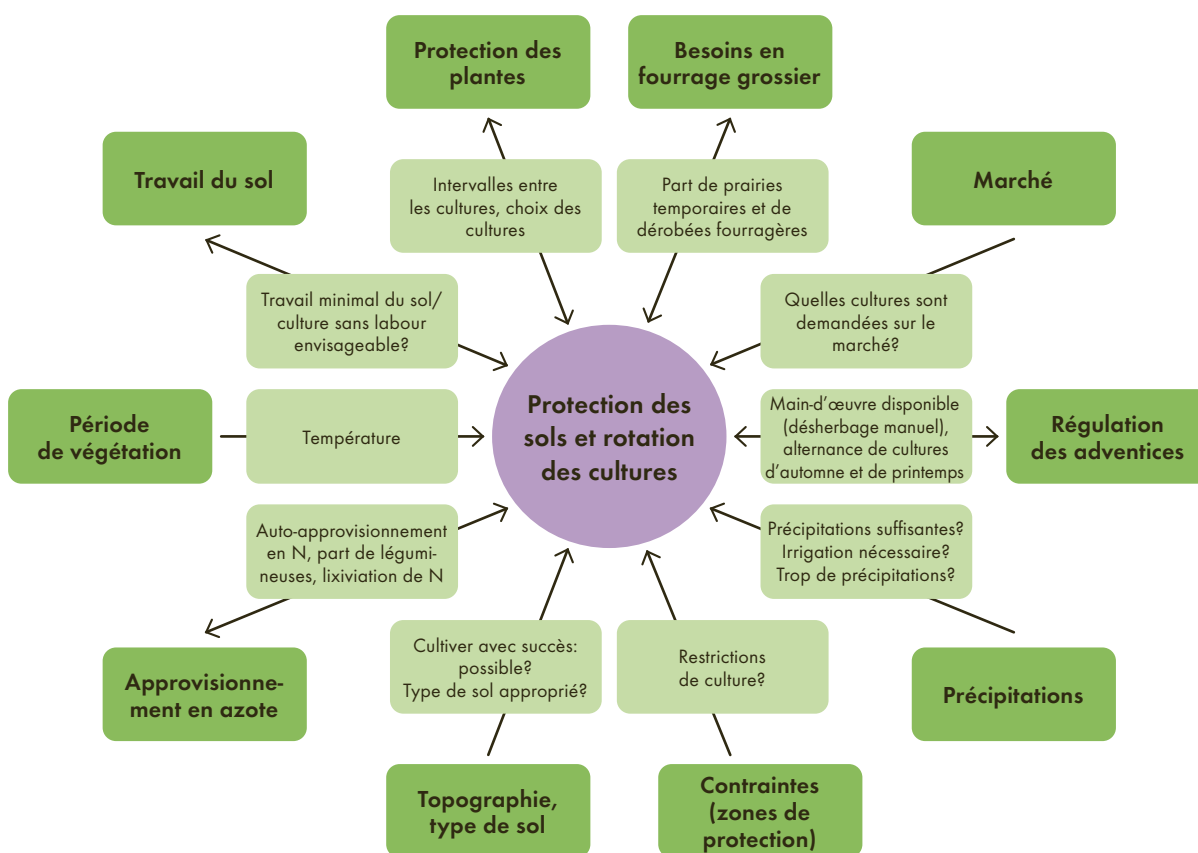 Protection des
plantes
Besoins en
fourrage grossier
Travail du sol
Marché
Intervalles entre
les cultures, choix des
cultures
Part de prairies
temporaires et de
dérobées fourragères
Travail minimal du sol/
culture sans labour
envisageable?
Quelles cultures sont
demandées sur le
marché?
Période
de végétation
Température
Protection des
sols et rotation
des cultures
Main-d’œuvre disponible
(désherbage manuel),
alternance de cultures
d’automne et de printemps
Régulation
des adventices
Auto-approvisionnement
en N, part de légumi-
neuses, lixiviation de N
Précipitations suffisantes?
Irrigation nécessaire?
Trop de précipitations?
Cultiver avec succès:
possible?
Type de sol approprié?
Restrictions
de culture?
Approvisionne-
ment en azote
Précipitations
Topographie,
type de sol
Contraintes
(zones de
protection)